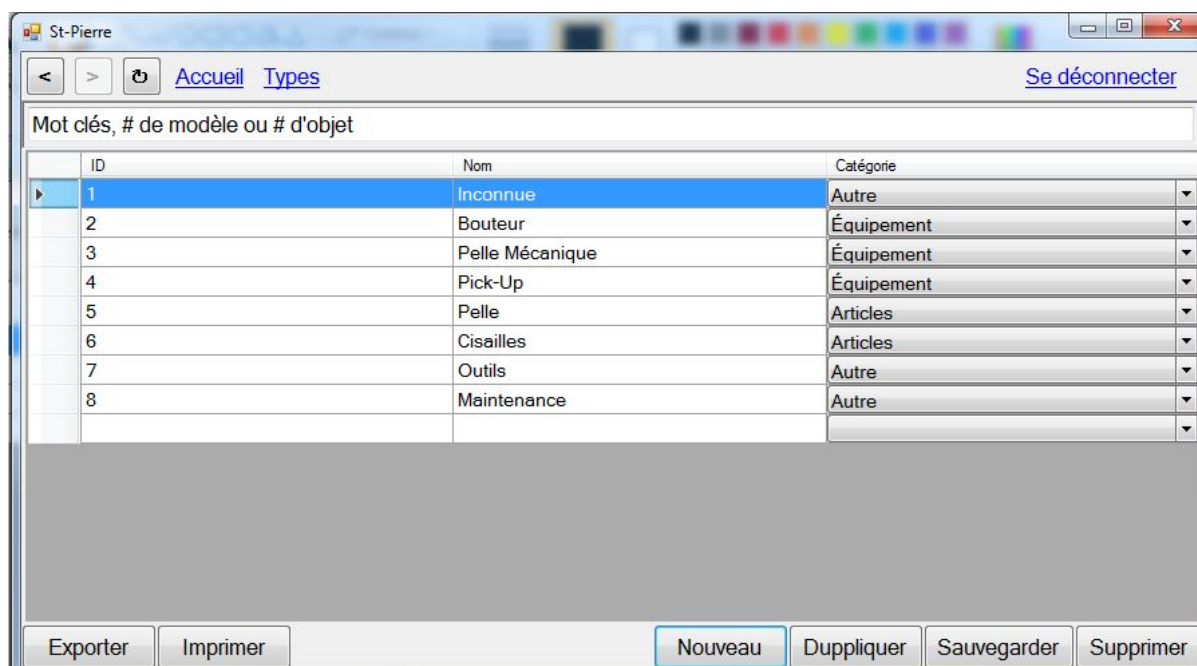 St-Pierre
< > ↻ Accueil Types Se déconnecter
Mot clés, # de modèle ou # d'objet
ID Nom Catégorie
1 Inconnue Autre
2 Bouteur Équipement
3 Pelle Mécanique Équipement
4 Pick-Up Équipement
5 Pelle Articles
6 Cisailles Articles
7 Outils Autre
8 Maintenance Autre
Exporter Imprimer Nouveau Duppliquer Sauvegarder Supprimer